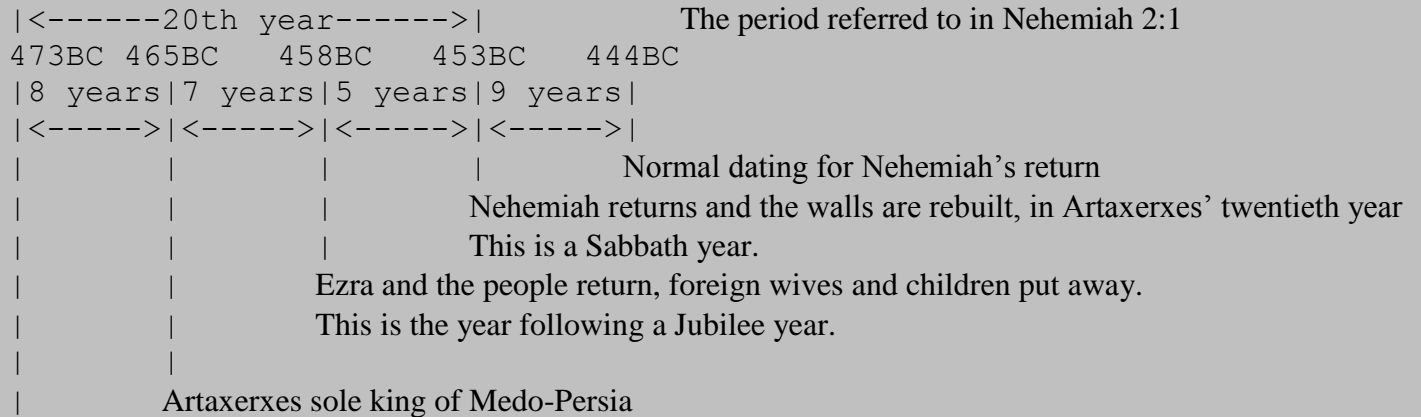 |<------20th year------>| The period referred to in Nehemiah 2:1
473BC 465BC 458BC 453BC 444BC
|8 years|7 years|5 years|9 years|
|<----->|<----->|<----->|<----->|
| | | | Normal dating for Nehemiah’s return
| | | Nehemiah returns and the walls are rebuilt, in Artaxerxes’ twentieth year
| | | This is a Sabbath year.
| | Ezra and the people return, foreign wives and children put away.
| | This is the year following a Jubilee year.
| |
| Artaxerxes sole king of Medo-Persia